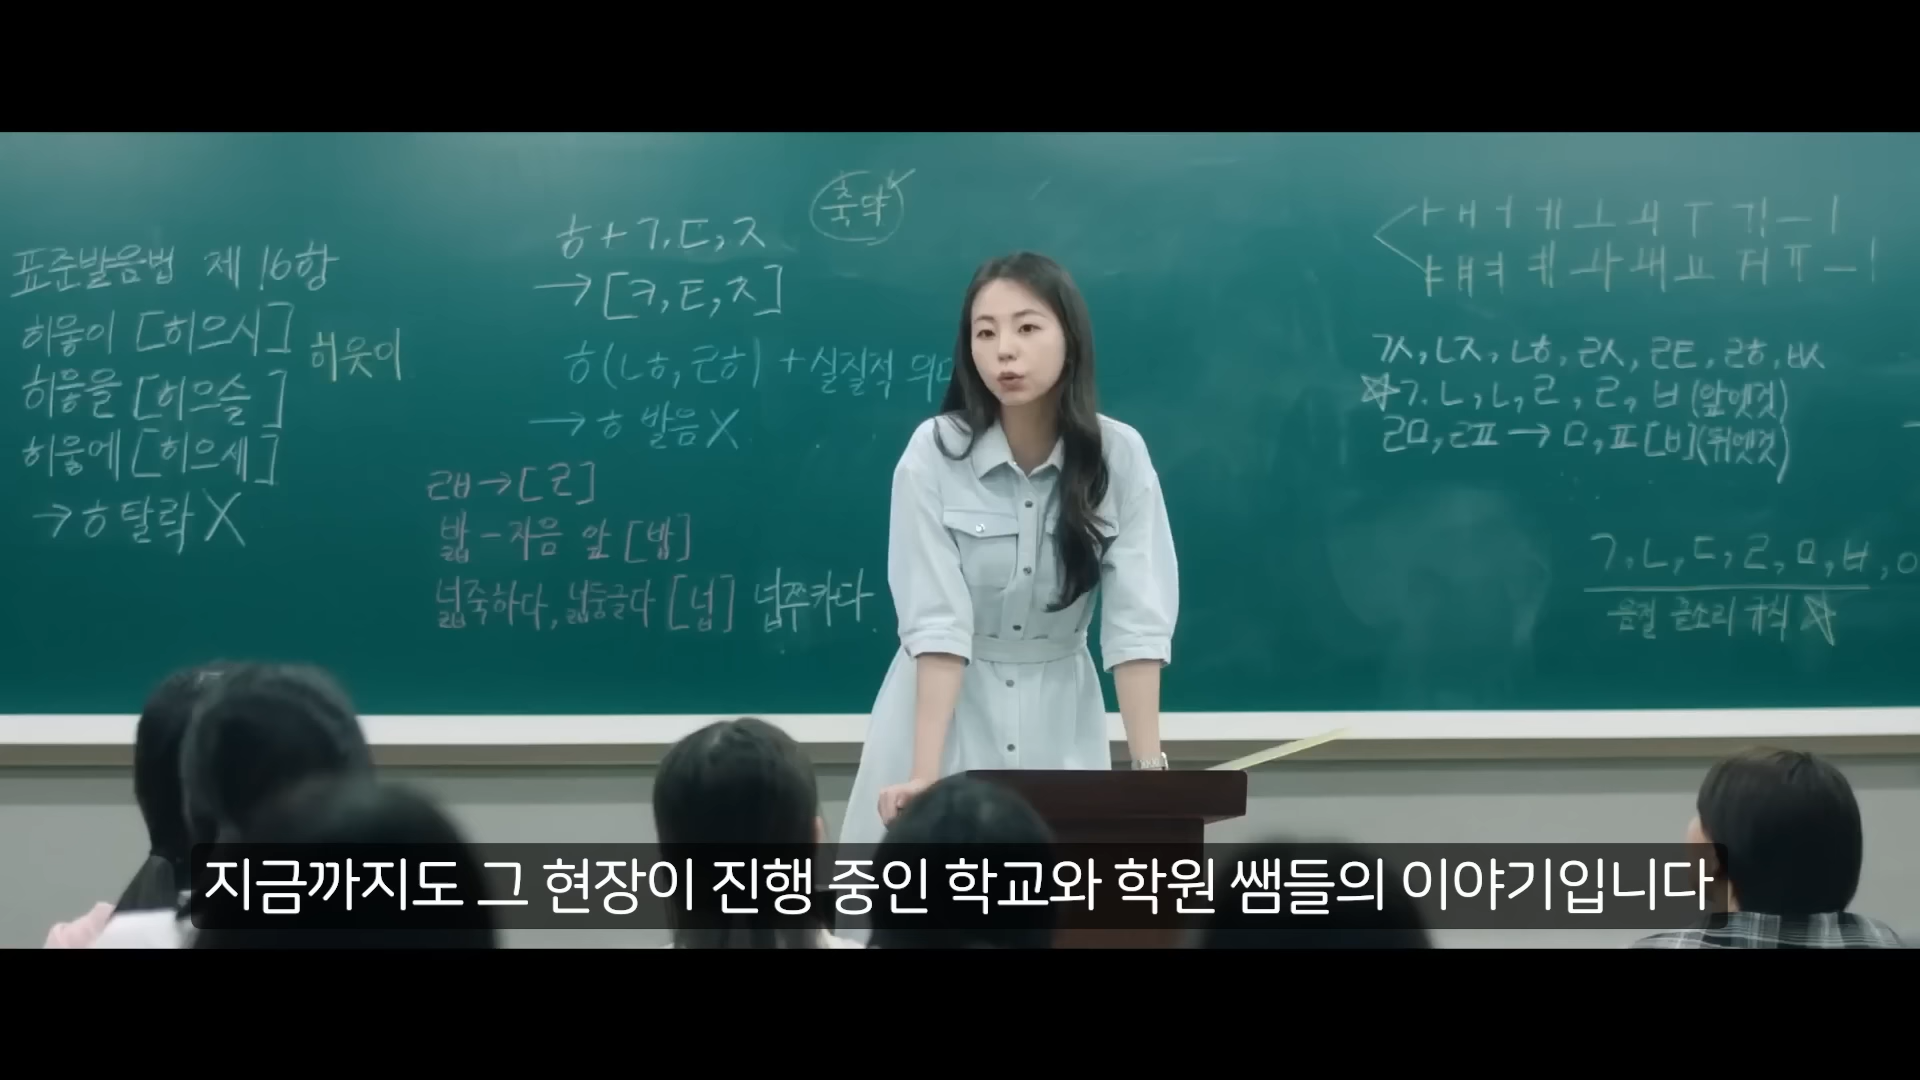 표준발음법 제 16항
히읗이 [히으시]
히읏이
히읗을 [히으슬]
히읗에 [히으세]
→ㅎ 탈락 X
축약
ㅎ+ㄱ, ㄷ, ㅈ
→[ㅋ, ㅌ, ㅊ]
ㅎ(ㄶ, ㅀ) + 실질적
→ㅎ 발음 X
ㄼ→[ㄹ]
밟 - 자음 앞 [밥]
넓죽하다, 넓둥글다 [넙] 넙쭈카다
ㅏ ㅐ ㅓ ㅔ ㅗ ㅚ ㅜ ㅟ ㅡ ㅣ
ㅑ ㅒ ㅕ ㅖ ㅘ ㅙ ㅛ ㅝ ㅠ ㅡ ㅣ
ㄳ, ㄵ, ㄶ, ㄽ, ㄾ, ㅀ, ㅄ
ㄱ, ㄴ, ㄴ, ㄹ, ㄹ, ㅂ (앞엣것)
ㄻ, ㄿ → ㅁ, ㅍ[ㅂ](뒤엣것)
ㄱ, ㄴ, ㄷ, ㄹ, ㅁ, ㅂ, ㅇ
음절 끝소리 규칙
지금까지도 그 현장이 진행 중인 학교와 학원 쌤들의 이야기입니다